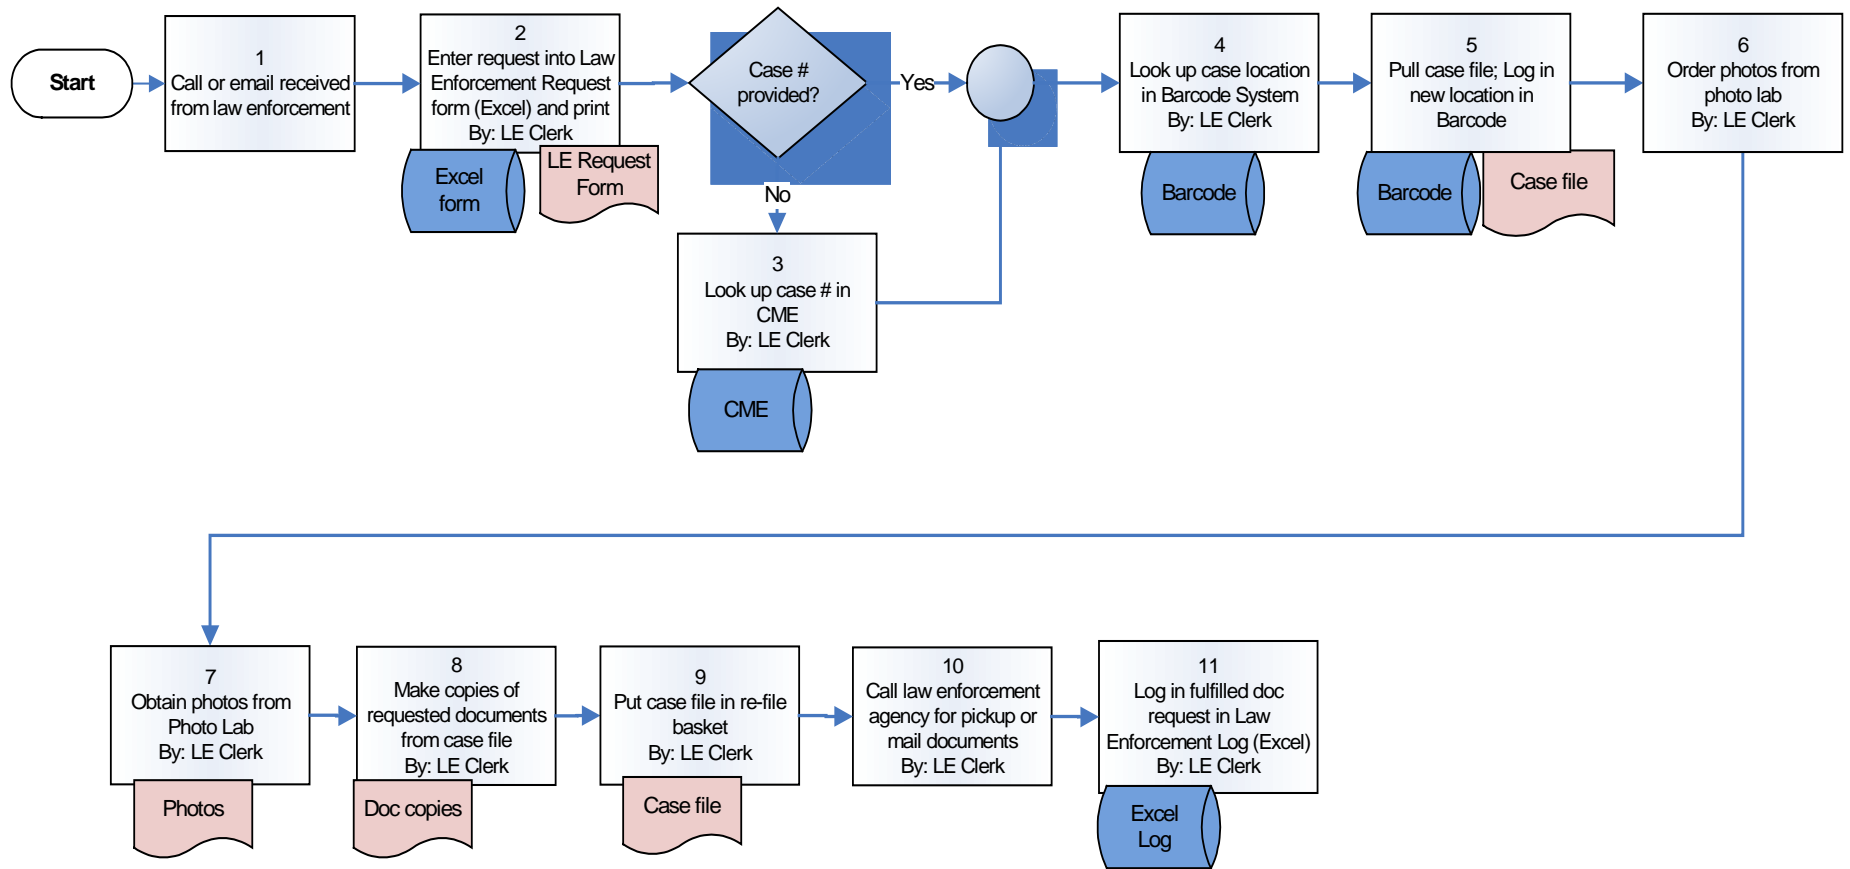 Start
1
Call or email received
from law enforcement
2
Enter request into Law
Enforcement Request
form (Excel) and print
By: LE Clerk
Excel
form
LE Request
Form
Case #
provided?
Yes
No
3
Look up case # in
CME
By: LE Clerk
CME
4
Look up case location
in Barcode System
By: LE Clerk
Barcode
5
Pull case file; Log in
new location in
Barcode
Barcode
Case file
6
Order photos from
photo lab
By: LE Clerk
7
Obtain photos from
Photo Lab
By: LE Clerk
Photos
8
Make copies of
requested documents
from case file
By: LE Clerk
Doc copies
9
Put case file in re-file
basket
By: LE Clerk
Case file
10
Call law enforcement
agency for pickup or
mail documents
By: LE Clerk
11
Log in fulfilled doc
request in Law
Enforcement Log (Excel)
By: LE Clerk
Excel
Log